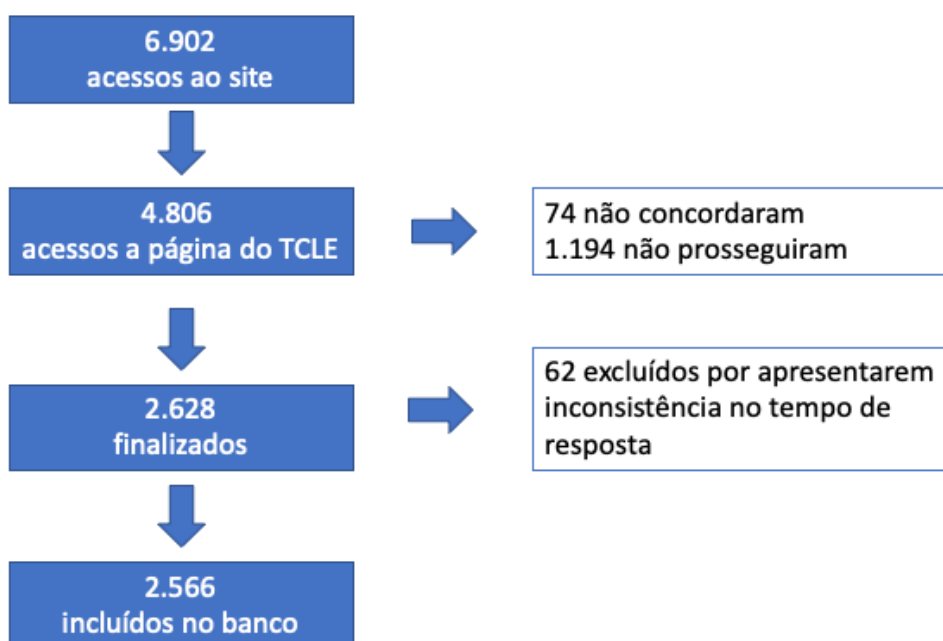 6.902
acessos ao site
4.806
acessos a página do TCLE
74 não concordaram
1.194 não prosseguiram
2.628
finalizados
62 excluídos por apresentarem
inconsistência no tempo de
resposta
2.566
incluídos no banco